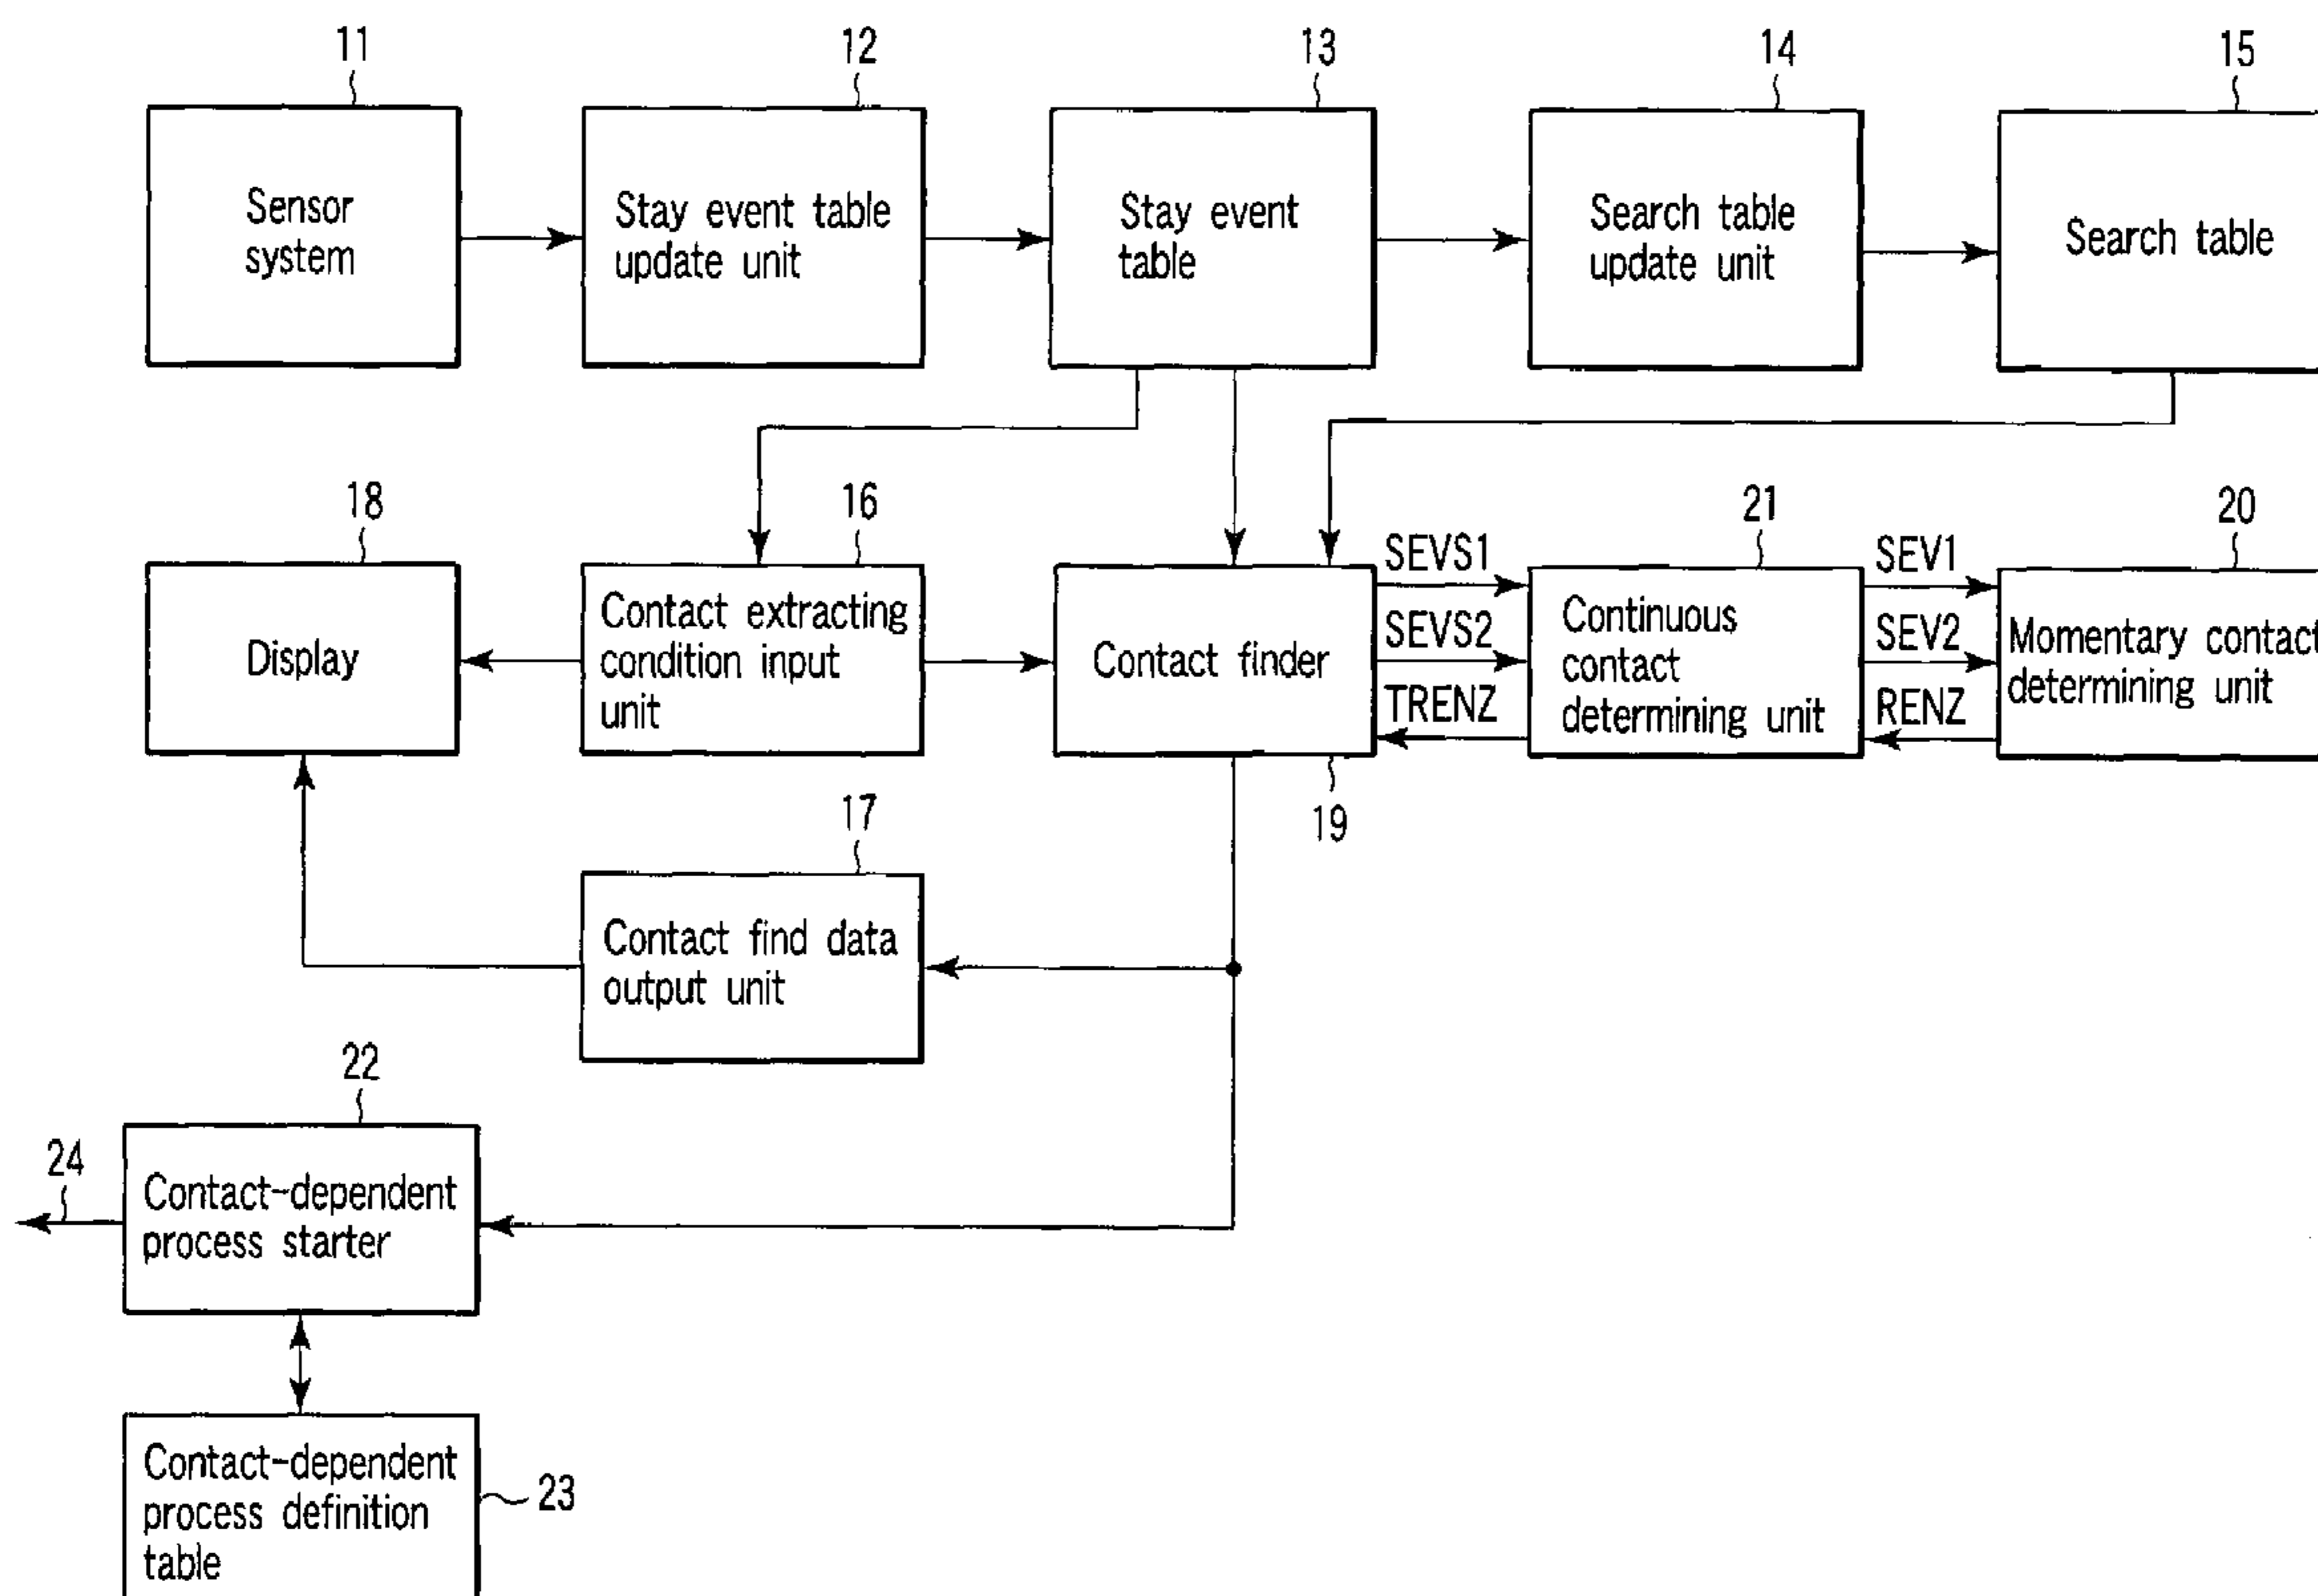 11
12
13
14
15
Sensor
system
Stay event table
update unit
Stay event
table
Search table
update unit
Search table
18
16
21
20
Display
Contact extracting
condition input
unit
Contact finder
SEVS1
SEVS2
TRENZ
Continuous
contact
determining unit
SEV1
SEV2
RENZ
Momentary contact
determining unit
19
17
Contact find data
output unit
22
24
Contact-dependent
process starter
Contact-dependent
process definition
table
23